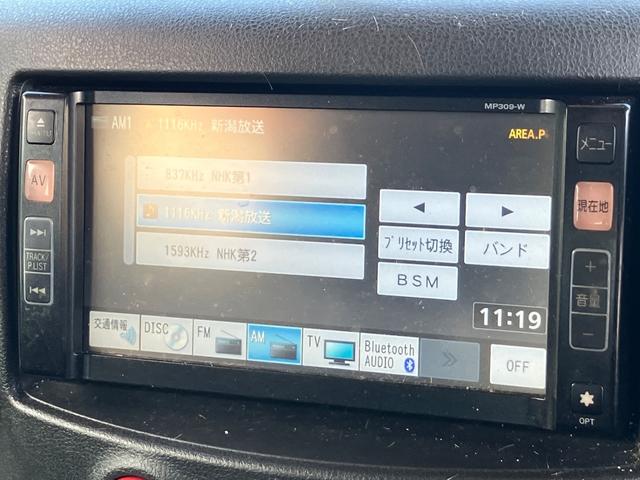 MP309-W
AM1 1116KHz 新潟放送
AREA.P
メニュー
AV
837KHz NHK第1
1116KHz 新潟放送
1593KHz NHK第2
◀
▶
プリセット切換
バンド
BSM
現在地
TRACK/
P.LIST
音量
11:19
交通情報
DISC
FM
AM
TV
Bluetooth
AUDIO
OFF
OPT